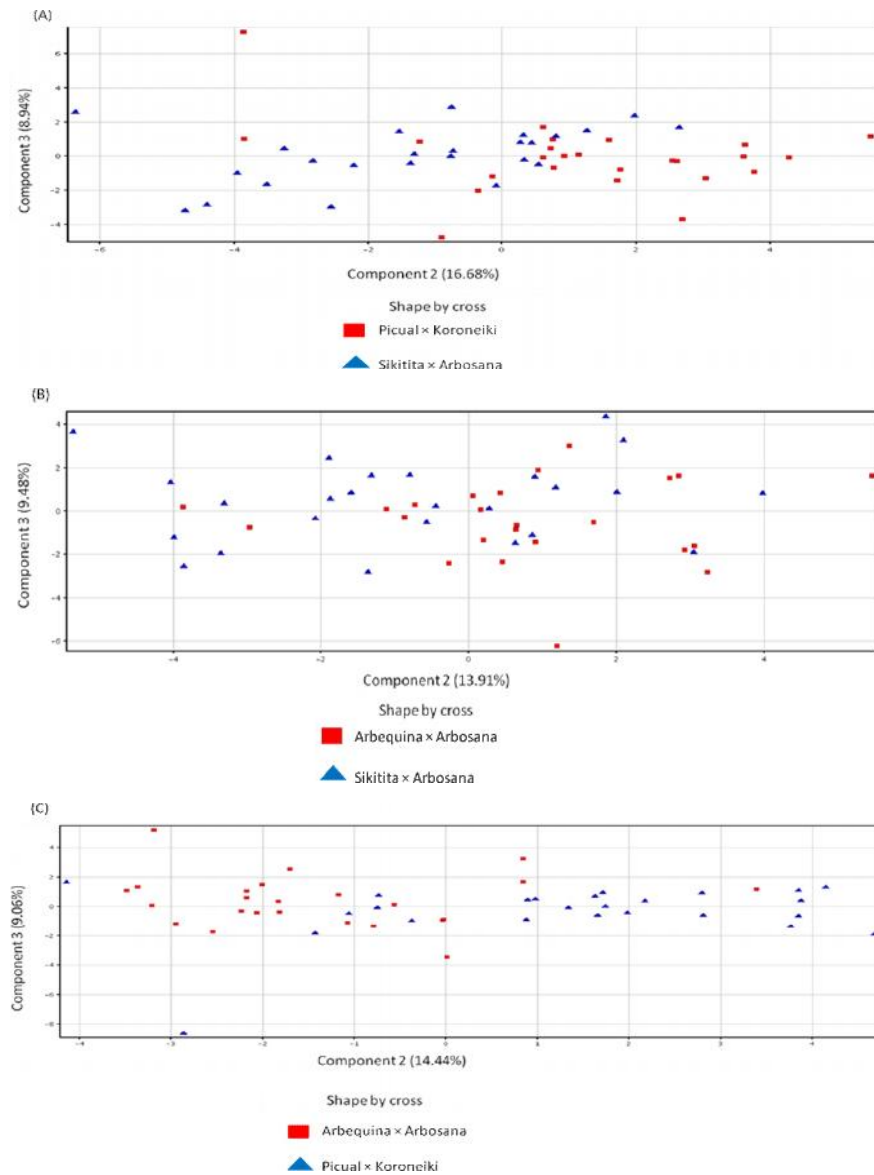 (A)
6
4
2
0
-2
-4
-6
-4
-2
0
2
4
Component 3 (8.94%)
Component 2 (16.68%)
Shape by cross
Picual × Koroneiki
Sikitita × Arbosana
(B)
4
2
0
-2
-4
-6
-4
-2
0
2
4
Component 3 (9.48%)
Component 2 (13.91%)
Shape by cross
Arbequina × Arbosana
Sikitita × Arbosana
(C)
4
2
0
-2
-4
-6
-8
-4
-3
-2
-1
0
1
2
3
4
Component 3 (9.06%)
Component 2 (14.44%)
Shape by cross
Arbequina × Arbosana
Picual × Koroneiki